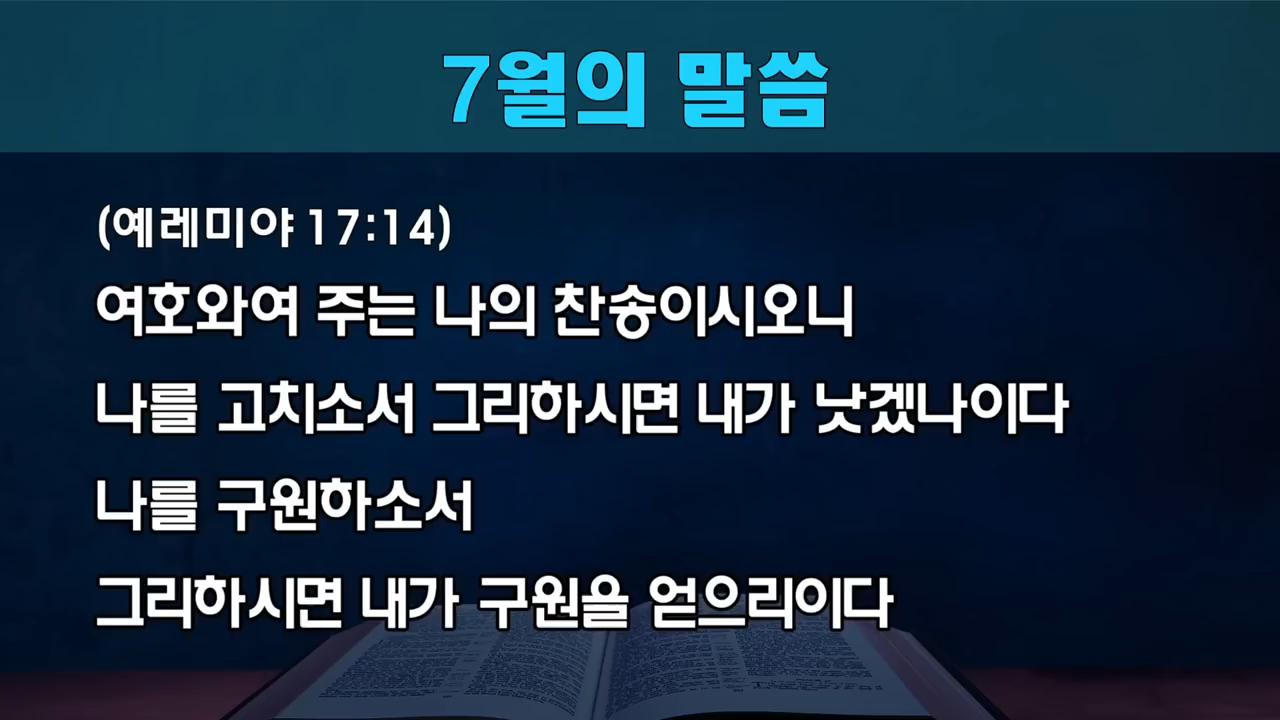 7월의 말씀
(예레미야 17:14)
여호와여 주는 나의 찬송이시오니
나를 고치소서 그리하시면 내가 낫겠나이다
나를 구원하소서
그리하시면 내가 구원을 얻으리이다